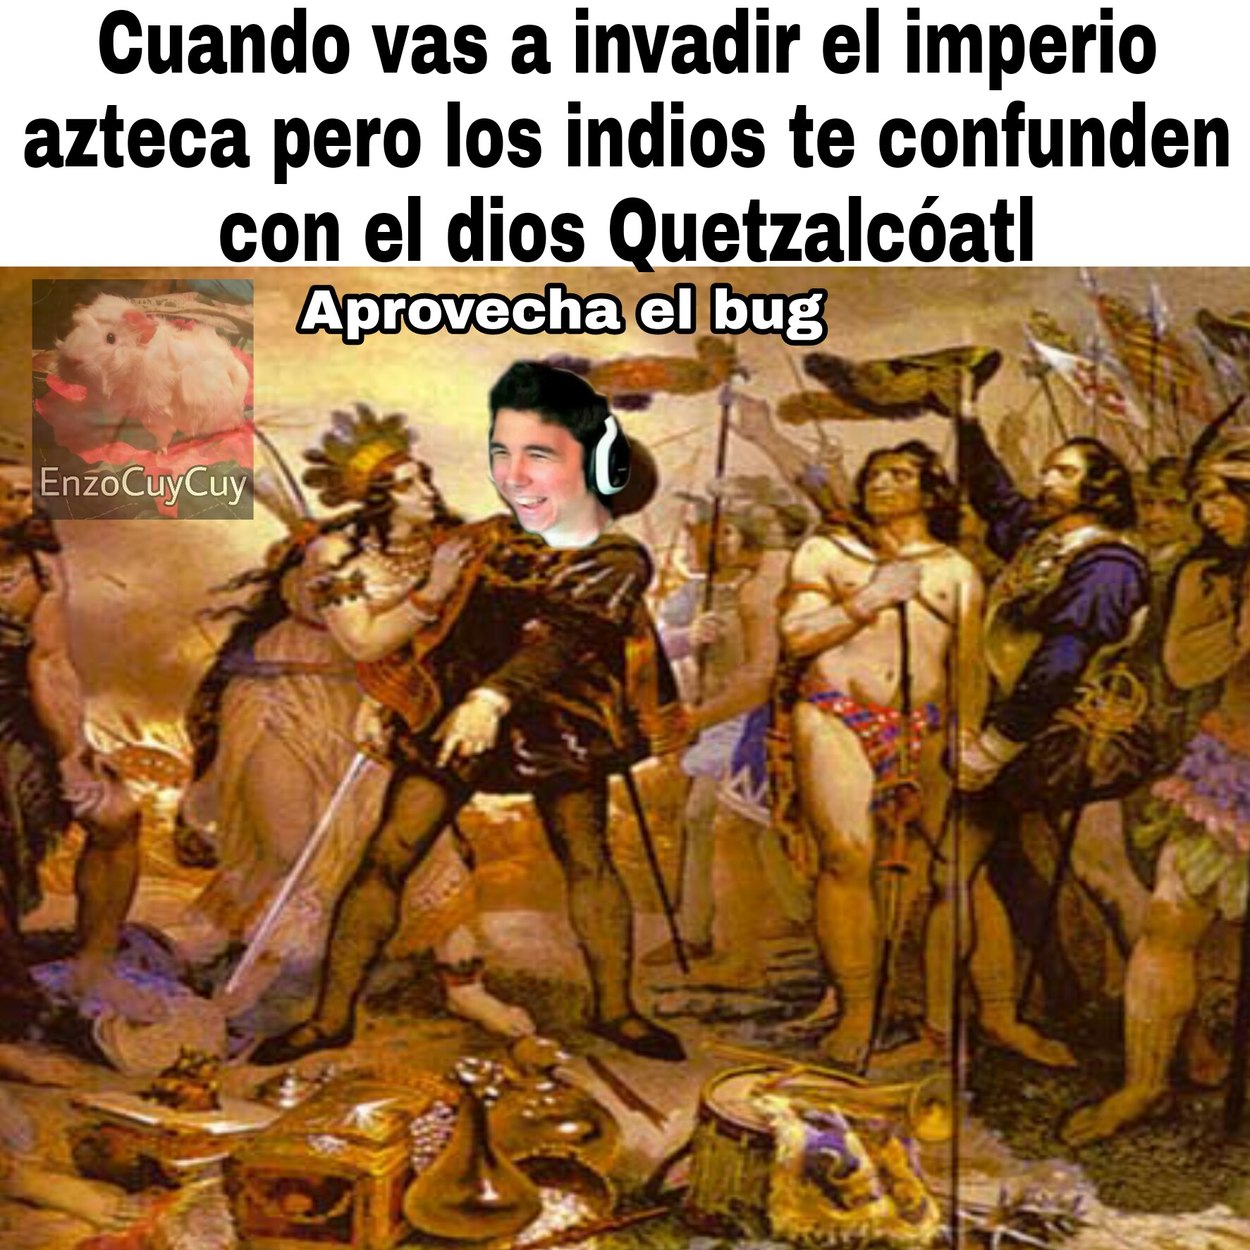 Cuando vas a invadir el imperio
azteca pero los indios te confunden
con el dios Quetzalcóatl
Aprovecha el bug
EnzoCuyCuy